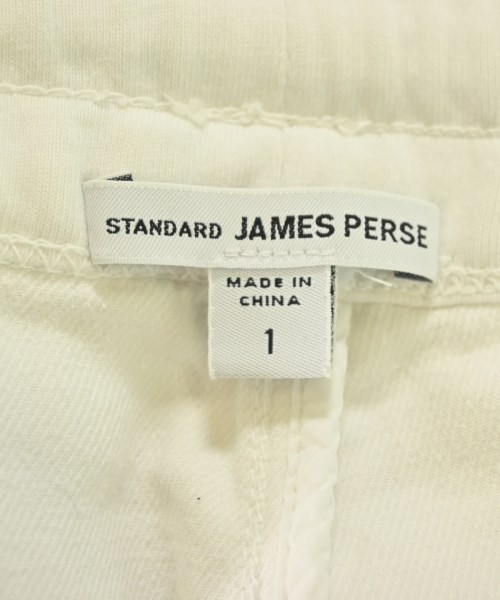 STANDARD JAMES PERSE
MADE IN
CHINA
1